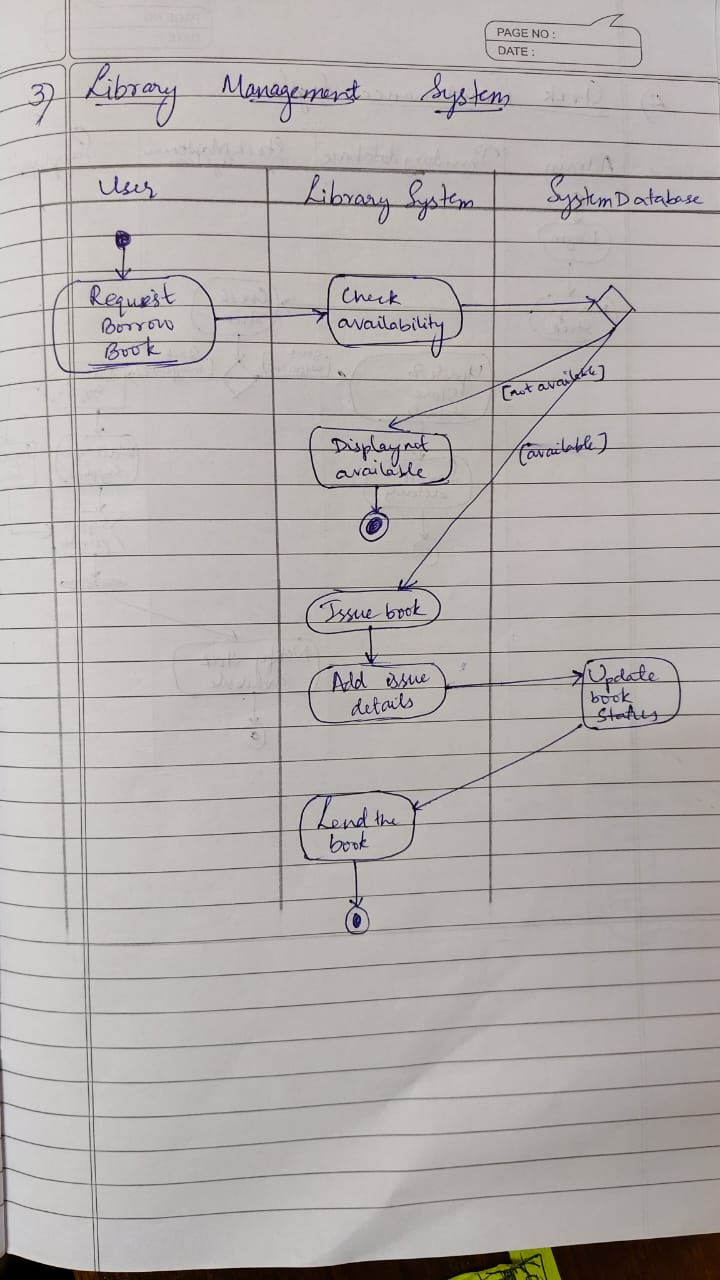 PAGE NO :
DATE :
3) Library Management System
User
Library System
System Database
Request
Borrow
Book
Check
availability
[not available]
Display not
available
[available]
Issue book
Add issue
details
Update
book
Status
Lend the
book